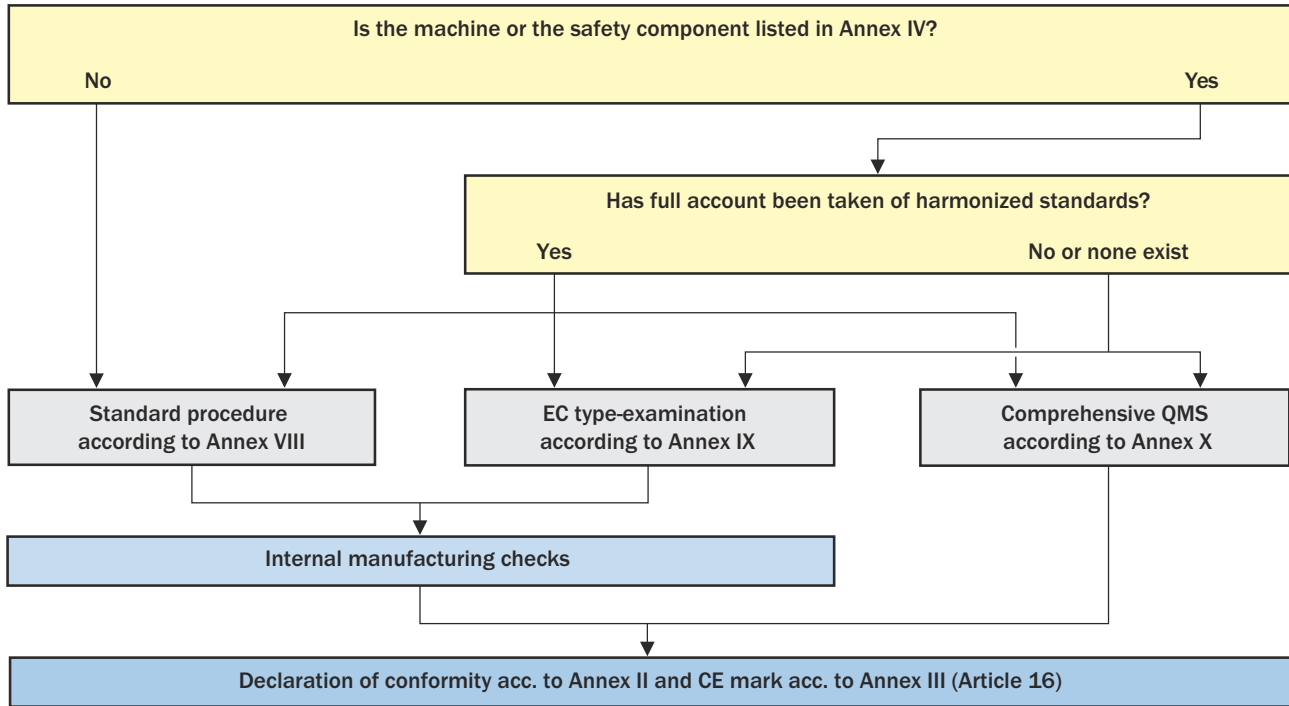 Is the machine or the safety component listed in Annex IV?
No
Yes
Has full account been taken of harmonized standards?
Yes
No or none exist
Standard procedure
according to Annex VIII
EC type-examination
according to Annex IX
Comprehensive QMS
according to Annex X
Internal manufacturing checks
Declaration of conformity acc. to Annex II and CE mark acc. to Annex III (Article 16)